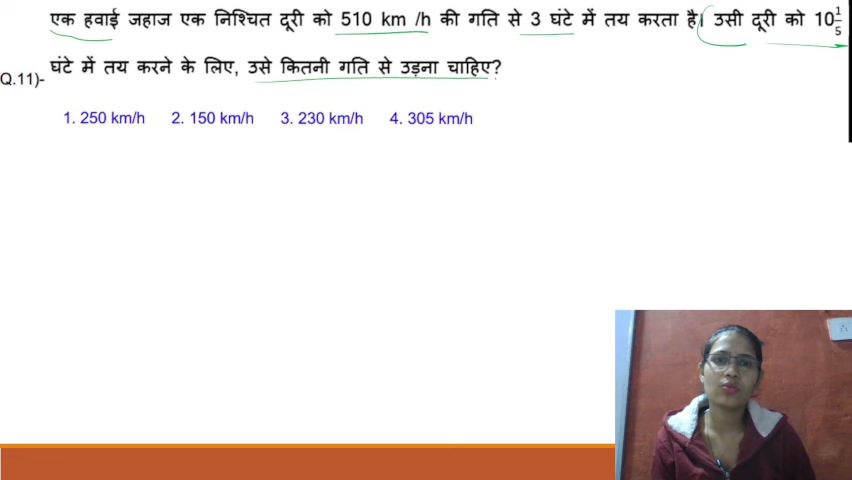 एक हवाई जहाज एक निश्चित दूरी को 510 km /h की गति से 3 घंटे में तय करता है। उसी दूरी को 10 1/5
Q.11)- घंटे में तय करने के लिए, उसे कितनी गति से उड़ना चाहिए?
1. 250 km/h 2. 150 km/h 3. 230 km/h 4. 305 km/h